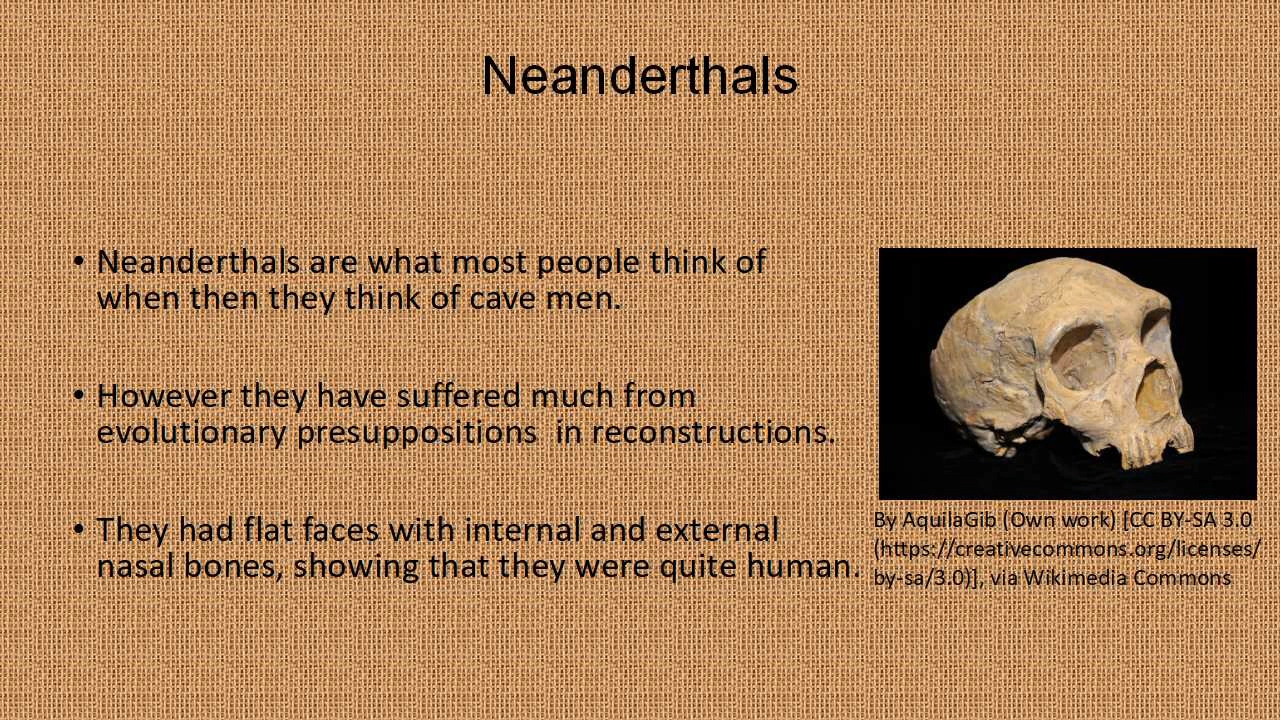 Neanderthals
• Neanderthals are what most people think of
when then they think of cave men.
• However they have suffered much from
evolutionary presuppositions  in reconstructions.
• They had flat faces with internal and external
nasal bones, showing that they were quite human.
By AquilaGib (Own work) [CC BY-SA 3.0
(https://creativecommons.org/licenses/
by-sa/3.0)], via Wikimedia Commons